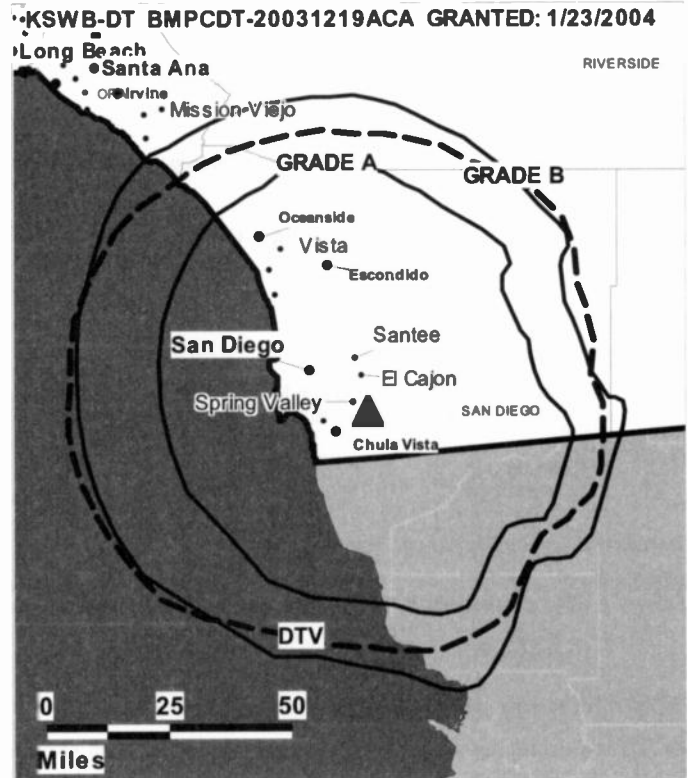 KSWB-DT BMPCDT-20031219ACA GRANTED: 1/23/2004
Long Beach
Santa Ana
RIVERSIDE
Irvine
Mission Viejo
GRADE A
GRADE B
Oceanside
Vista
Escondido
Santee
San Diego
El Cajon
Spring Valley
SAN DIEGO
Chula Vista
DTV
0 25 50
Miles